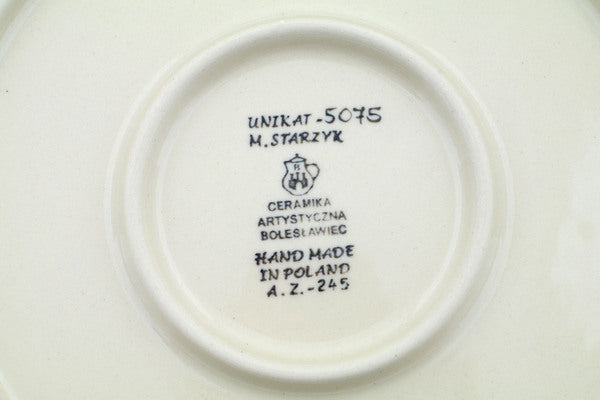 UNIKAT - 5075
M. STARZYK
B
CERAMIKA
ARTYSTYCZNA
BOLESŁAWIEC
HAND MADE
IN POLAND
A.Z.-245